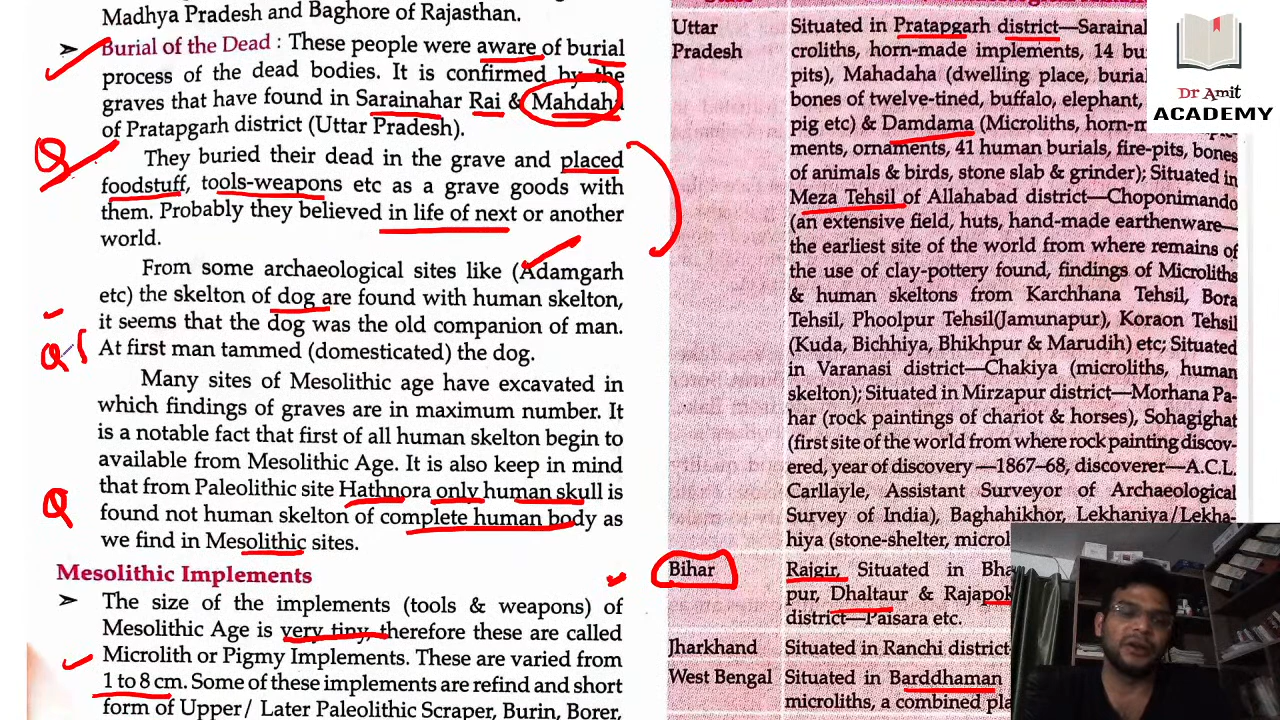 Madhya Pradesh and Baghore of Rajasthan.
➤ Burial of the Dead : These people were aware of burial
process of the dead bodies. It is confirmed by the
graves that have found in Sarainahar Rai & Mahdaha
of Pratapgarh district (Uttar Pradesh).
They buried their dead in the grave and placed
foodstuff, tools-weapons etc as a grave goods with
them. Probably they believed in life of next or another
world.
From some archaeological sites like (Adamgarh
etc) the skelton of dog are found with human skelton,
it seems that the dog was the old companion of man.
At first man tammed (domesticated) the dog.
Many sites of Mesolithic age have excavated in
which findings of graves are in maximum number. It
is a notable fact that first of all human skelton begin to
available from Mesolithic Age. It is also keep in mind
that from Paleolithic site Hathnora only human skull is
found not human skelton of complete human body as
we find in Mesolithic sites.
Mesolithic Implements
➤ The size of the implements (tools & weapons) of
Mesolithic Age is very tiny, therefore these are called
Microlith or Pigmy Implements. These are varied from
1 to 8 cm. Some of these implements are refind and short
form of Upper/ Later Paleolithic Scraper, Burin, Borer,
Q
Q
Q
Uttar
Pradesh
Situated in Pratapgarh district—Saraina
croliths, horn-made implements, 14 bu
pits), Mahadaha (dwelling place, burial
bones of twelve-tined, buffalo, elephant,
pig etc) & Damdama (Microliths, horn-m
ments, ornaments, 41 human burials, fire-pits, bones
of animals & birds, stone slab & grinder); Situated in
Meza Tehsil of Allahabad district—Choponimando
(an extensive field, huts, hand-made earthenware—
the earliest site of the world from where remains of
the use of clay-pottery found, findings of Microliths
& human skeltons from Karchhana Tehsil, Bora
Tehsil, Phoolpur Tehsil(Jamunapur), Koraon Tehsil
(Kuda, Bichhiya, Bhikhpur & Marudih) etc; Situated
in Varanasi district—Chakiya (microliths, human
skelton); Situated in Mirzapur district—Morhana Pa-
har (rock paintings of chariot & horses), Sohagighat
(first site of the world from where rock painting discov-
ered, year of discovery—1867–68, discoverer—A.C.L.
Carllayle, Assistant Surveyor of Archaeological
Survey of India), Baghahikhor, Lekhaniya/Lekha-
hiya (stone-shelter, microl
Bihar
Rajgir, Situated in Bha
pur, Dhaltaur & Rajapok
district—Paisara etc.
Jharkhand
Situated in Ranchi district
West Bengal
Situated in Barddhaman
microliths, a combined pla
Dr Amit
ACADEMY